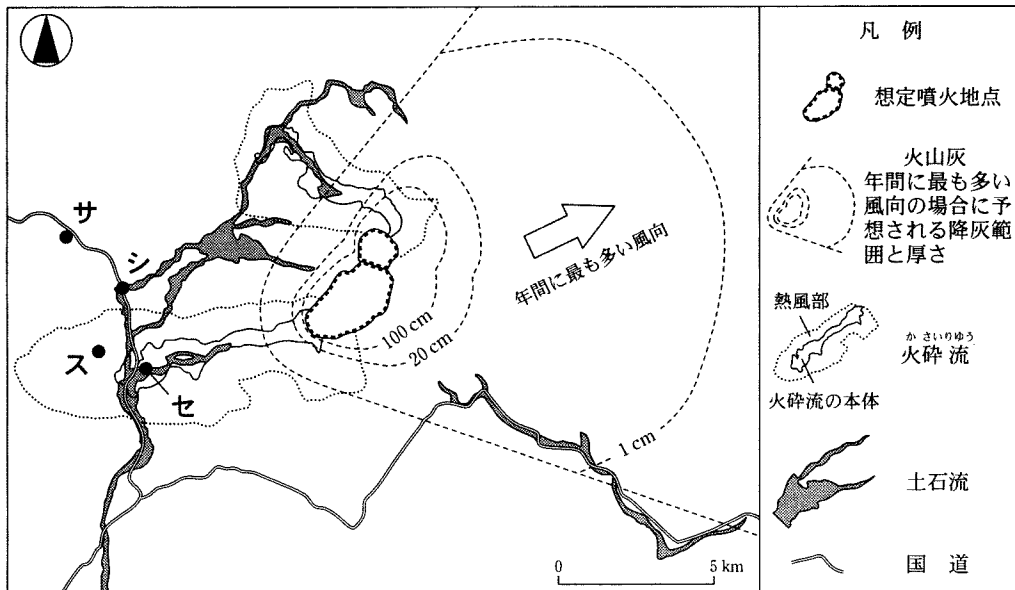 サ
シ
ス
セ
年間に最も多い風向
100 cm
20 cm
1 cm
0 5 km
凡 例
想定噴火地点
火山灰
年間に最も多い
風向の場合に予
想される降灰範
囲と厚さ
熱風部
かさいりゆう
火砕流
火砕流の本体
土石流
国 道